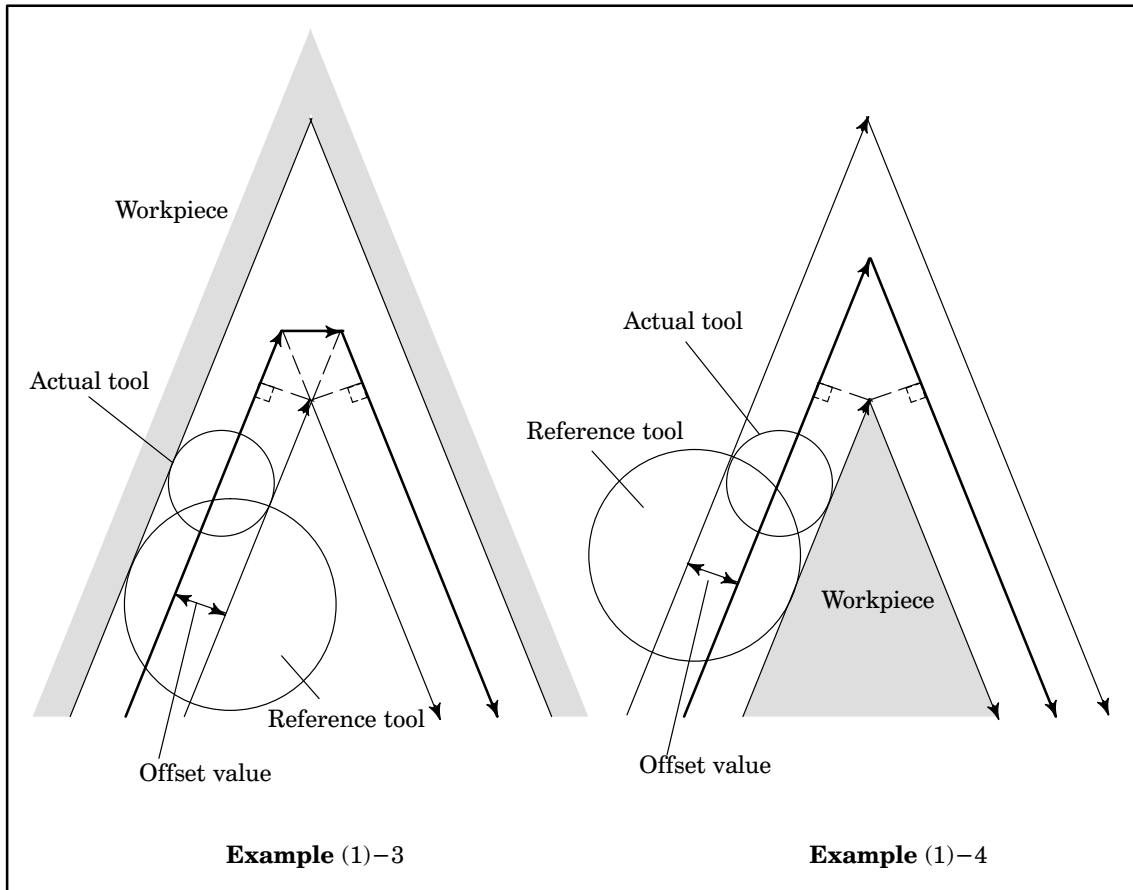 Workpiece
Actual tool
Reference tool
Offset value
Example (1)−3
Actual tool
Reference tool
Workpiece
Offset value
Example (1)−4